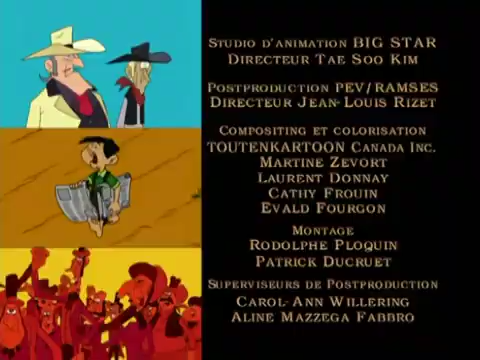 Studio d'animation BIG STAR
Directeur Tae Soo Kim
Postproduction PEV/RAMSES
Directeur Jean-Louis Rizet
Compositing et colorisation
TOUTENKARTOON Canada Inc.
Martine Zevort
Laurent Donnay
Cathy Frouin
Evald Fourgon
Montage
Rodolphe Ploquin
Patrick Ducruet
Superviseurs de Postproduction
Carol-Ann Willering
Aline Mazzega Fabbro